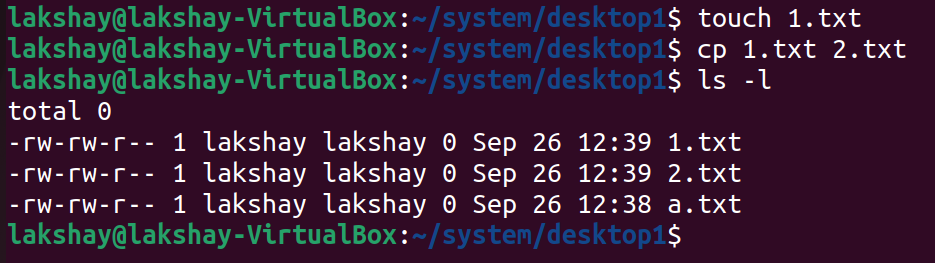 lakshay@lakshay-VirtualBox:~/system/desktop1$ touch 1.txt
lakshay@lakshay-VirtualBox:~/system/desktop1$ cp 1.txt 2.txt
lakshay@lakshay-VirtualBox:~/system/desktop1$ ls -l
total 0
-rw-rw-r-- 1 lakshay lakshay 0 Sep 26 12:39 1.txt
-rw-rw-r-- 1 lakshay lakshay 0 Sep 26 12:39 2.txt
-rw-rw-r-- 1 lakshay lakshay 0 Sep 26 12:38 a.txt
lakshay@lakshay-VirtualBox:~/system/desktop1$